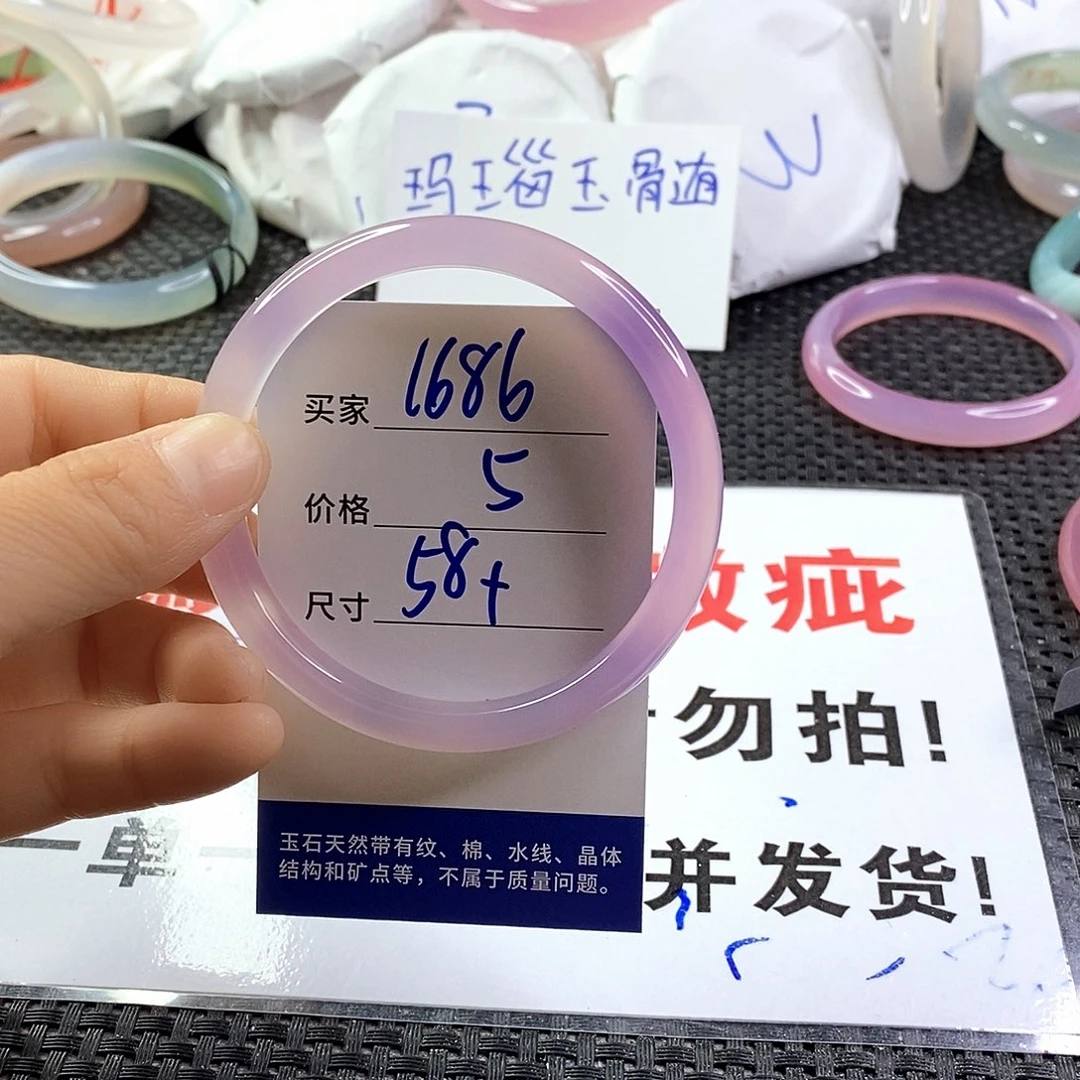 玛瑙玉骨髓
买家 1686
价格 5
尺寸 58+
玉石天然带有纹、棉、水线、晶体
结构和矿点等，不属于质量问题。
疵
勿拍!
一单一
并发货!